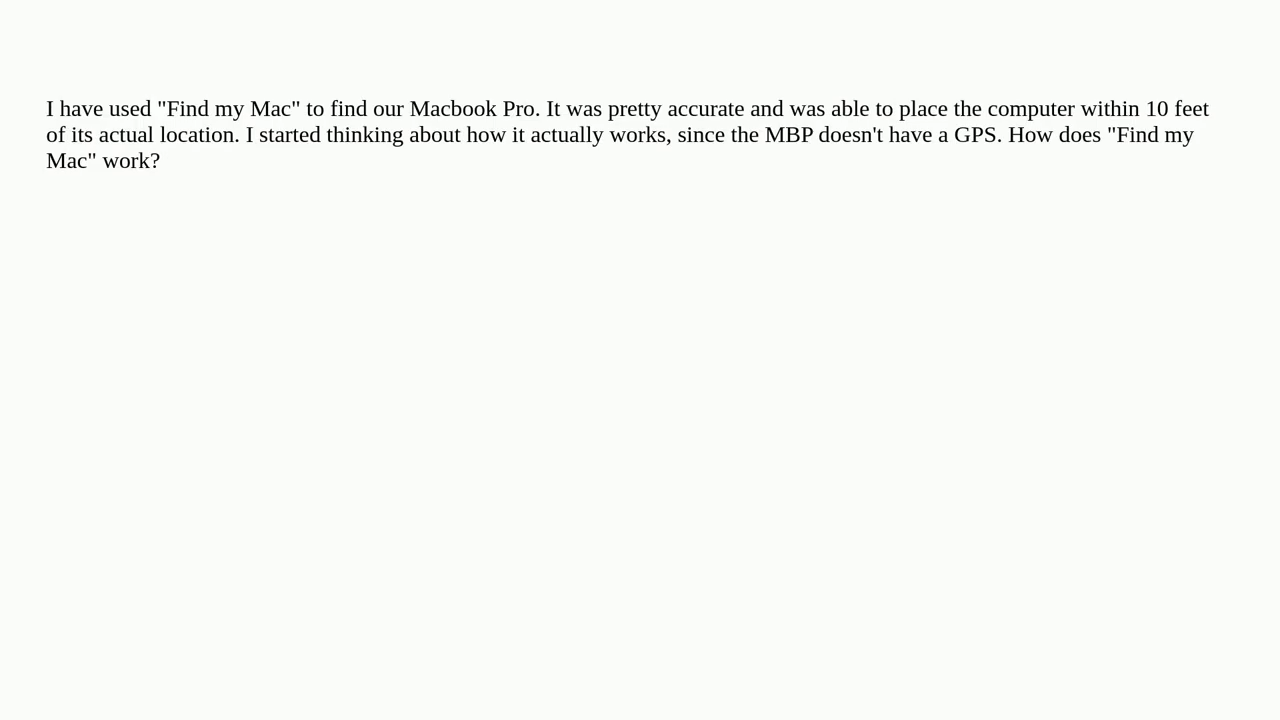 I have used "Find my Mac" to find our Macbook Pro. It was pretty accurate and was able to place the computer within 10 feet
of its actual location. I started thinking about how it actually works, since the MBP doesn't have a GPS. How does "Find my
Mac" work?